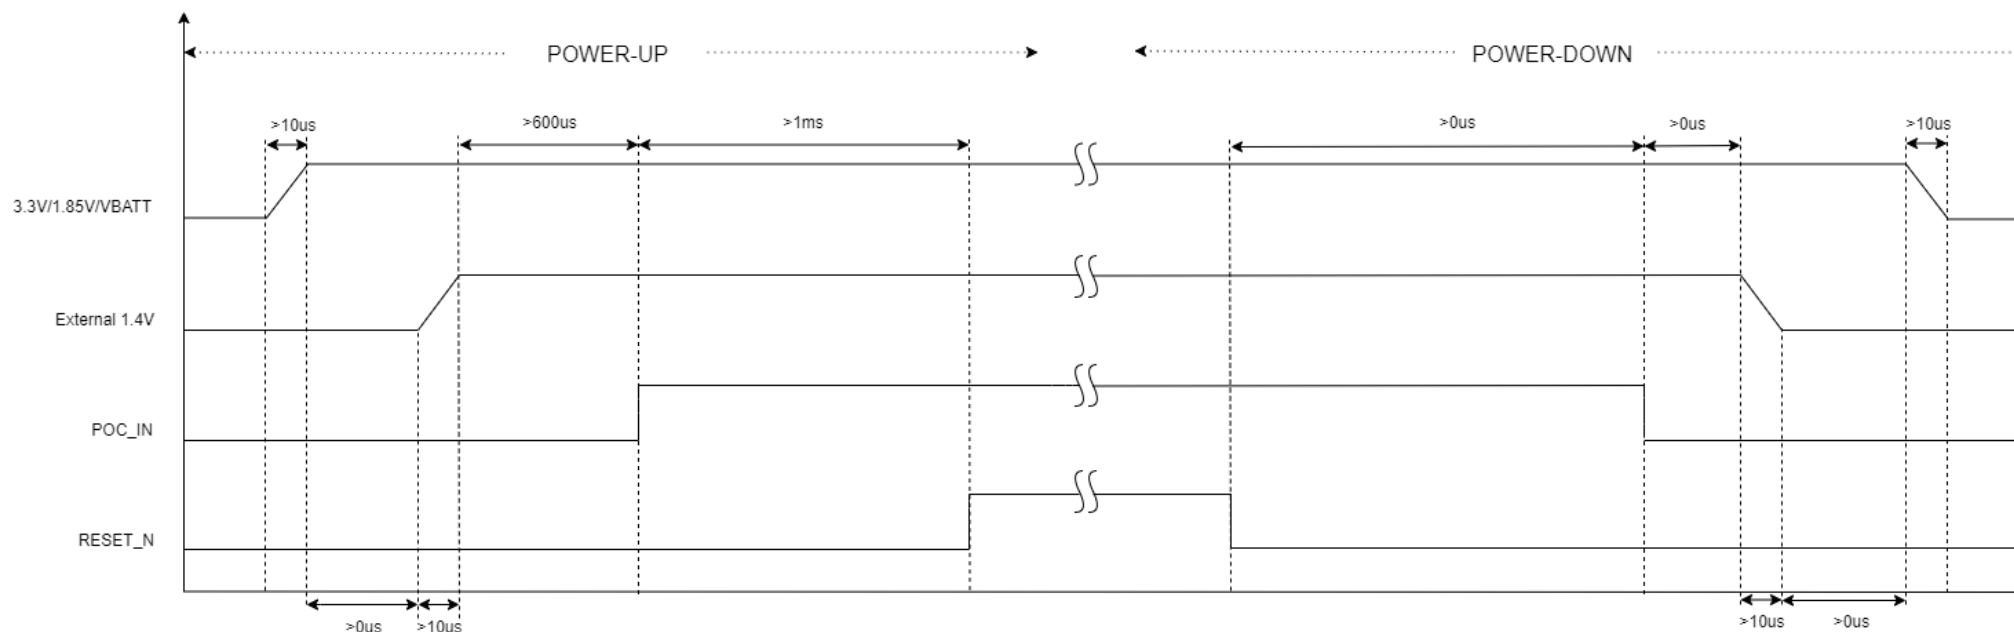 POWER-UP
POWER-DOWN
>10us
>600us
>1ms
>0us
>0us
>10us
3.3V/1.85V/VBATT
External 1.4V
POC_IN
RESET_N
>0us
>10us
>10us
>0us